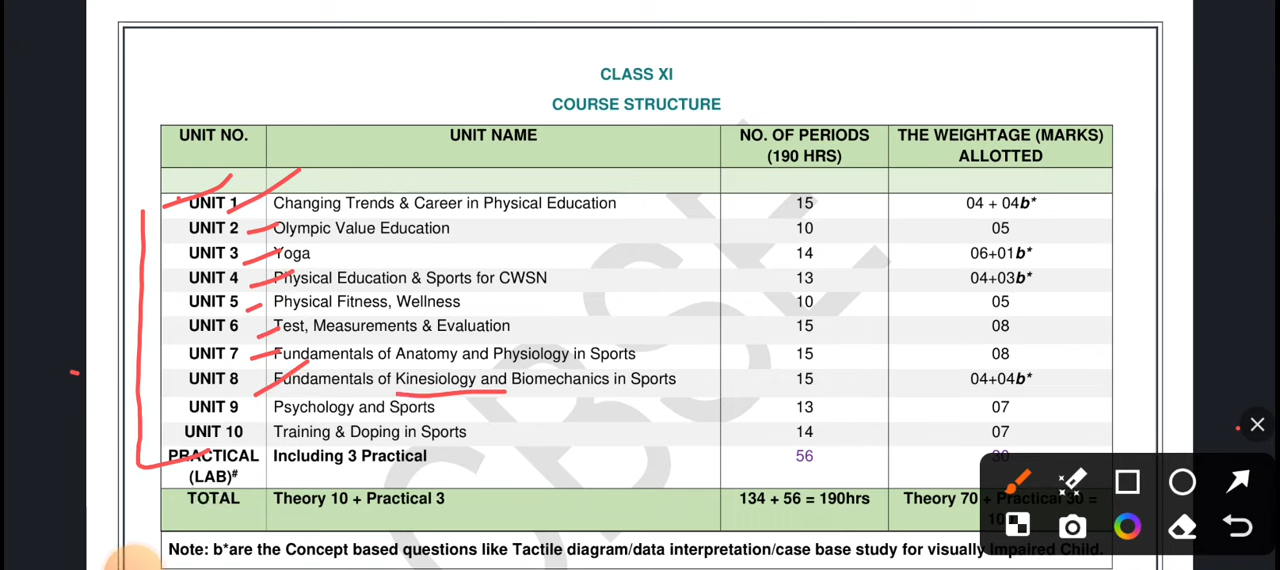 CLASS XI
COURSE STRUCTURE
UNIT NO. UNIT NAME NO. OF PERIODS (190 HRS) THE WEIGHTAGE (MARKS) ALLOTTED
UNIT 1 Changing Trends & Career in Physical Education 15 04 + 04b*
UNIT 2 Olympic Value Education 10 05
UNIT 3 Yoga 14 06+01b*
UNIT 4 Physical Education & Sports for CWSN 13 04+03b*
UNIT 5 Physical Fitness, Wellness 10 05
UNIT 6 Test, Measurements & Evaluation 15 08
UNIT 7 Fundamentals of Anatomy and Physiology in Sports 15 08
UNIT 8 Fundamentals of Kinesiology and Biomechanics in Sports 15 04+04b*
UNIT 9 Psychology and Sports 13 07
UNIT 10 Training & Doping in Sports 14 07
PRACTICAL (LAB)# Including 3 Practical 56 30
TOTAL Theory 10 + Practical 3 134 + 56 = 190hrs Theory 70 + Practical 30 =
Note: b*are the Concept based questions like Tactile diagram/data interpretation/case base study for visually Impaired Child.
CBSE